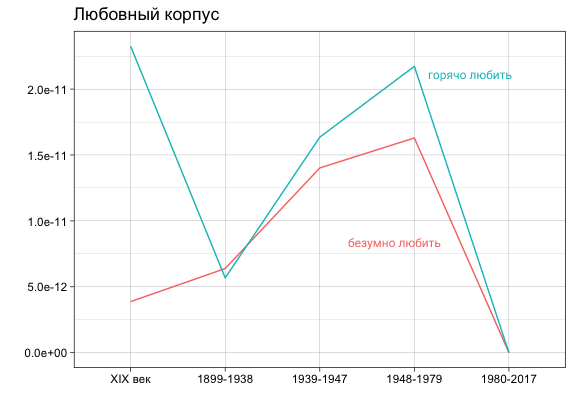 Любовный корпус
2.0e-11
1.5e-11
1.0e-11
5.0e-12
0.0e+00
горячо любить
безумно любить
XIX век
1899-1938
1939-1947
1948-1979
1980-2017